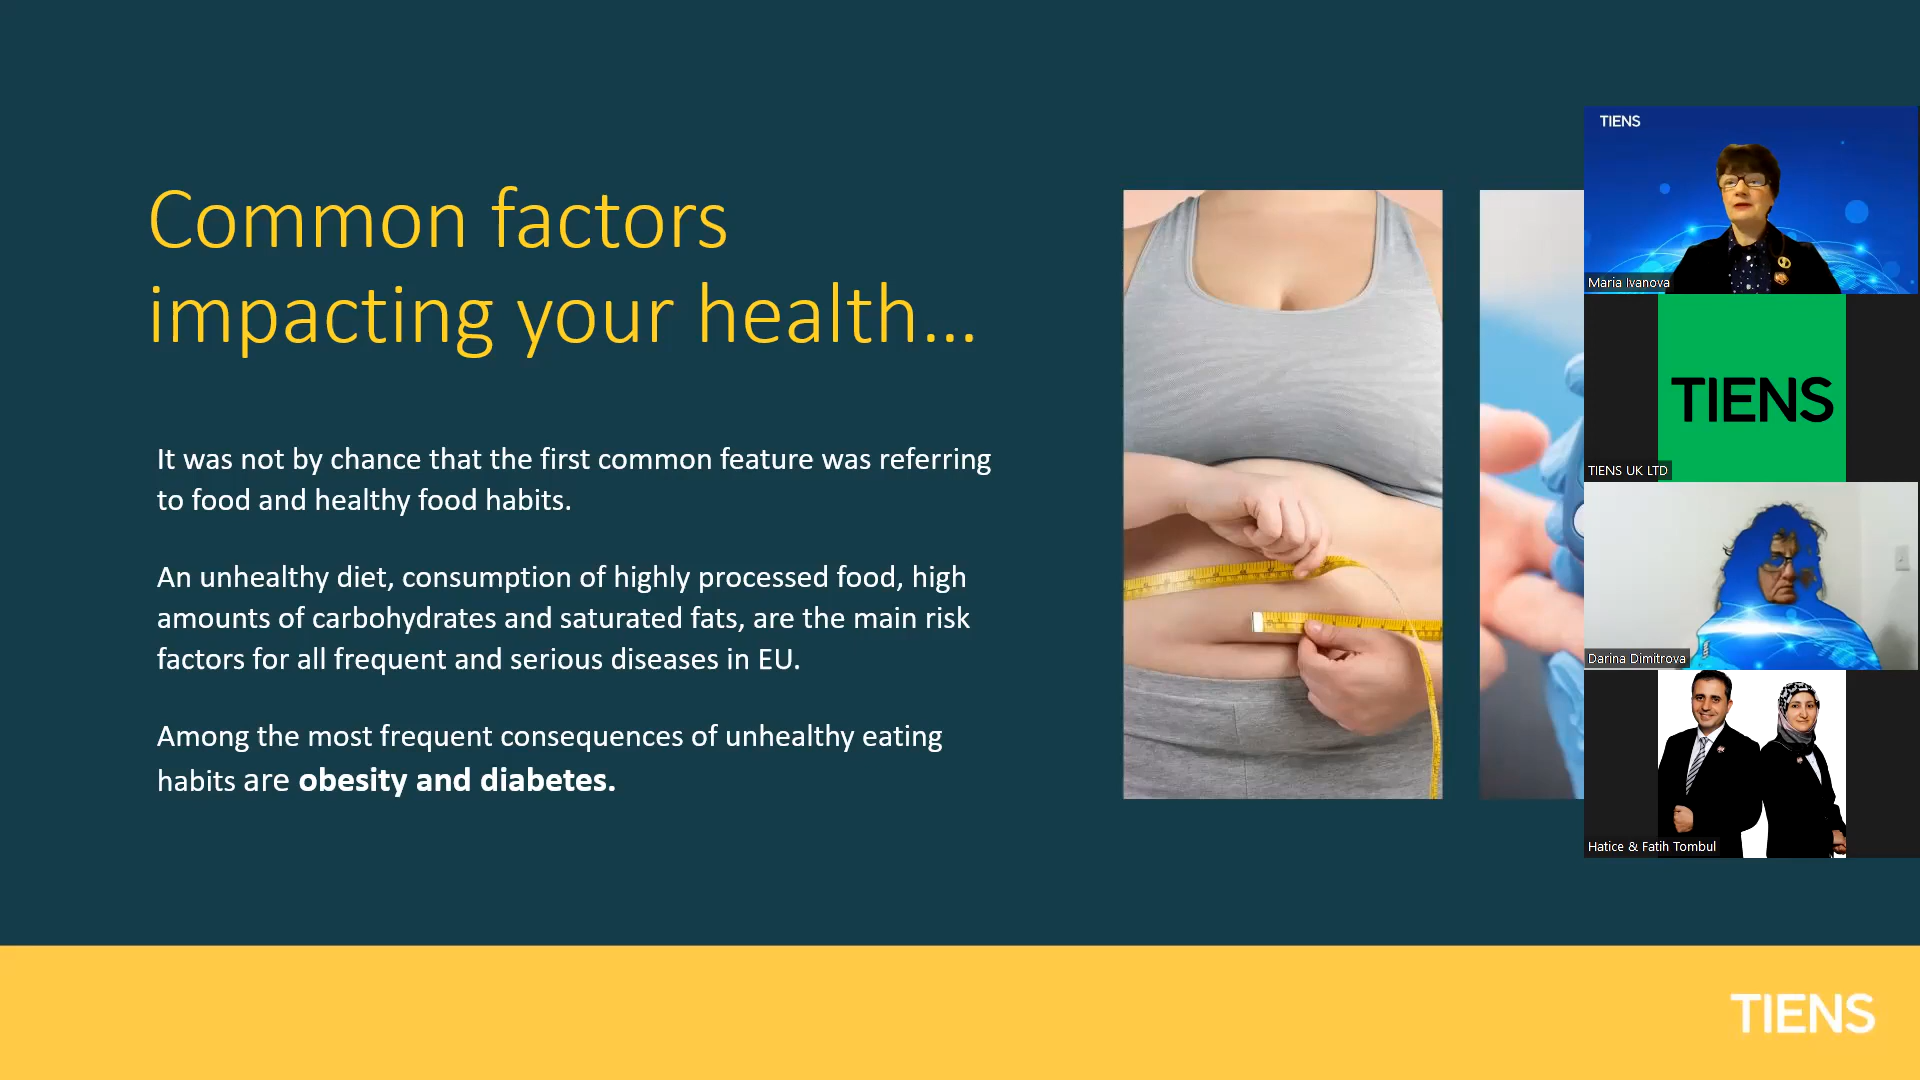 Common factors
impacting your health...
It was not by chance that the first common feature was referring
to food and healthy food habits.
An unhealthy diet, consumption of highly processed food, high
amounts of carbohydrates and saturated fats, are the main risk
factors for all frequent and serious diseases in EU.
Among the most frequent consequences of unhealthy eating
habits are obesity and diabetes.
TIENS
Maria Ivanova
TIENS
TIENS UK LTD
Darina Dimitrova
Hatice & Fatih Tombul
TIENS